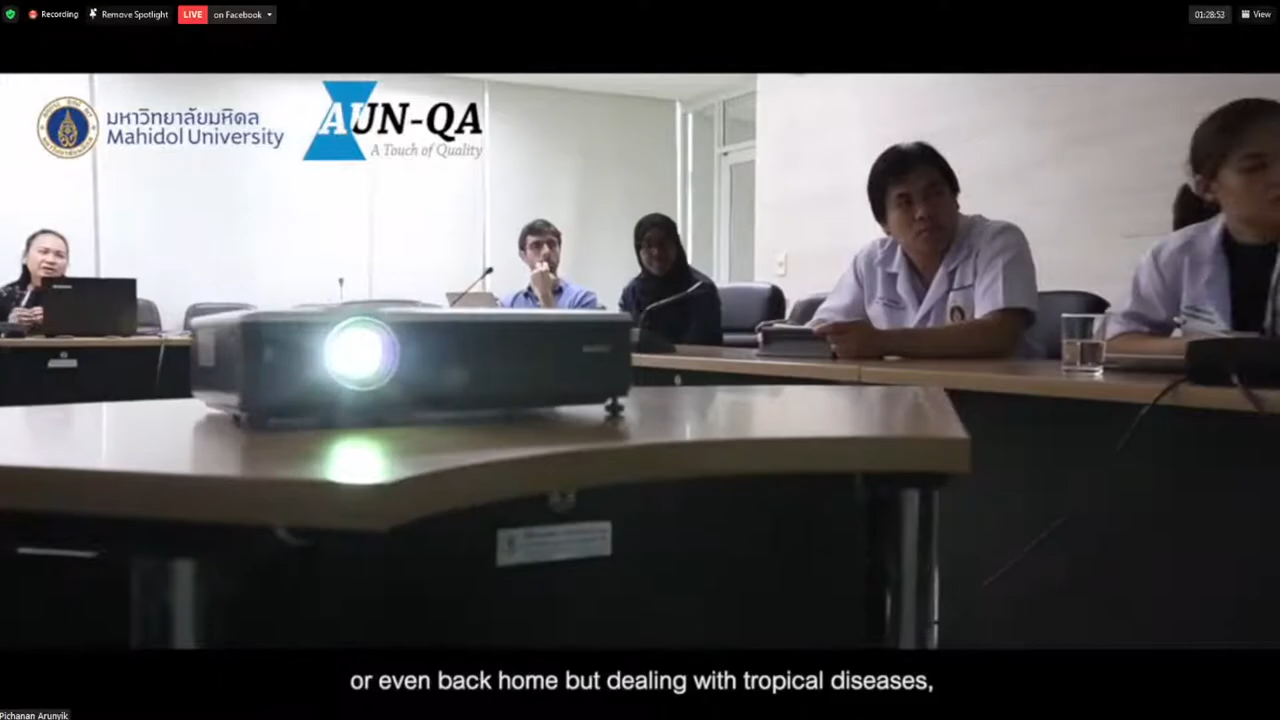 Recording
Remove Spotlight
LIVE on Facebook
01:28:53
View
มหาวิทยาลัยมหิดล
Mahidol University
AUN-QA
A Touch of Quality
or even back home but dealing with tropical diseases,
Pichanan Arunyik